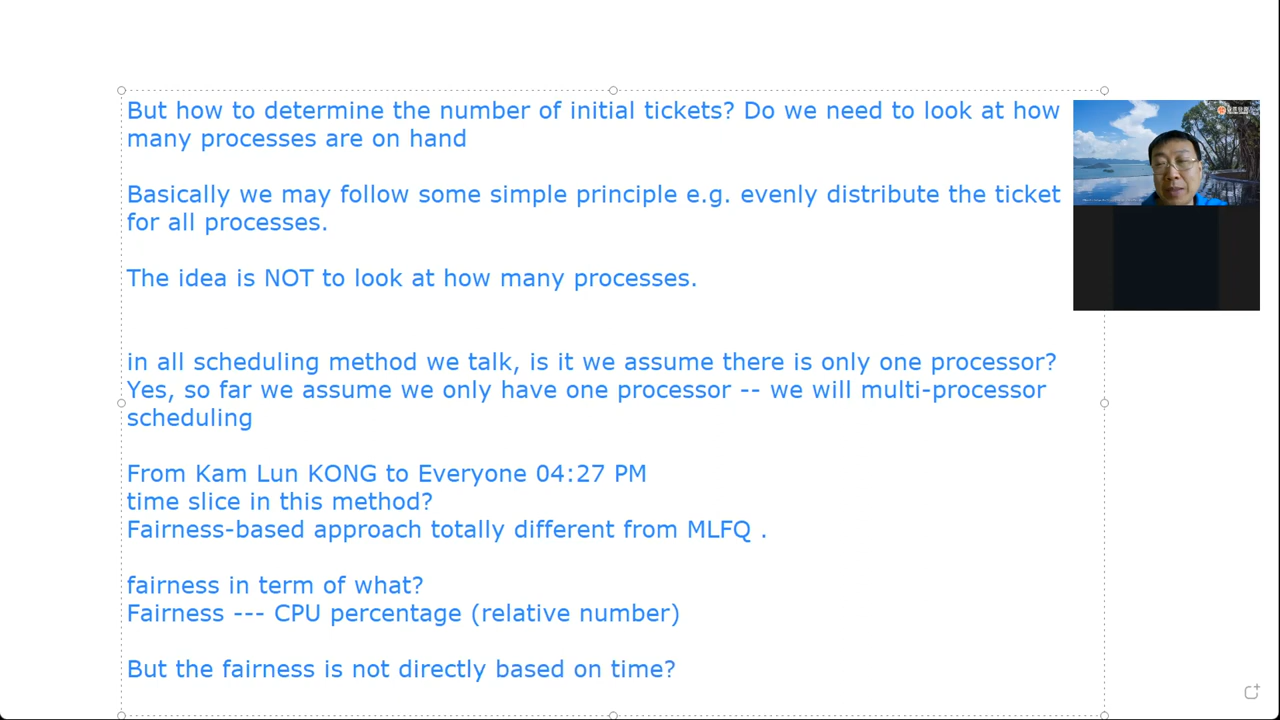 But how to determine the number of initial tickets? Do we need to look at how
many processes are on hand
Basically we may follow some simple principle e.g. evenly distribute the ticket
for all processes.
The idea is NOT to look at how many processes.
in all scheduling method we talk, is it we assume there is only one processor?
Yes, so far we assume we only have one processor -- we will multi-processor
scheduling
From Kam Lun KONG to Everyone 04:27 PM
time slice in this method?
Fairness-based approach totally different from MLFQ .
fairness in term of what?
Fairness --- CPU percentage (relative number)
But the fairness is not directly based on time?